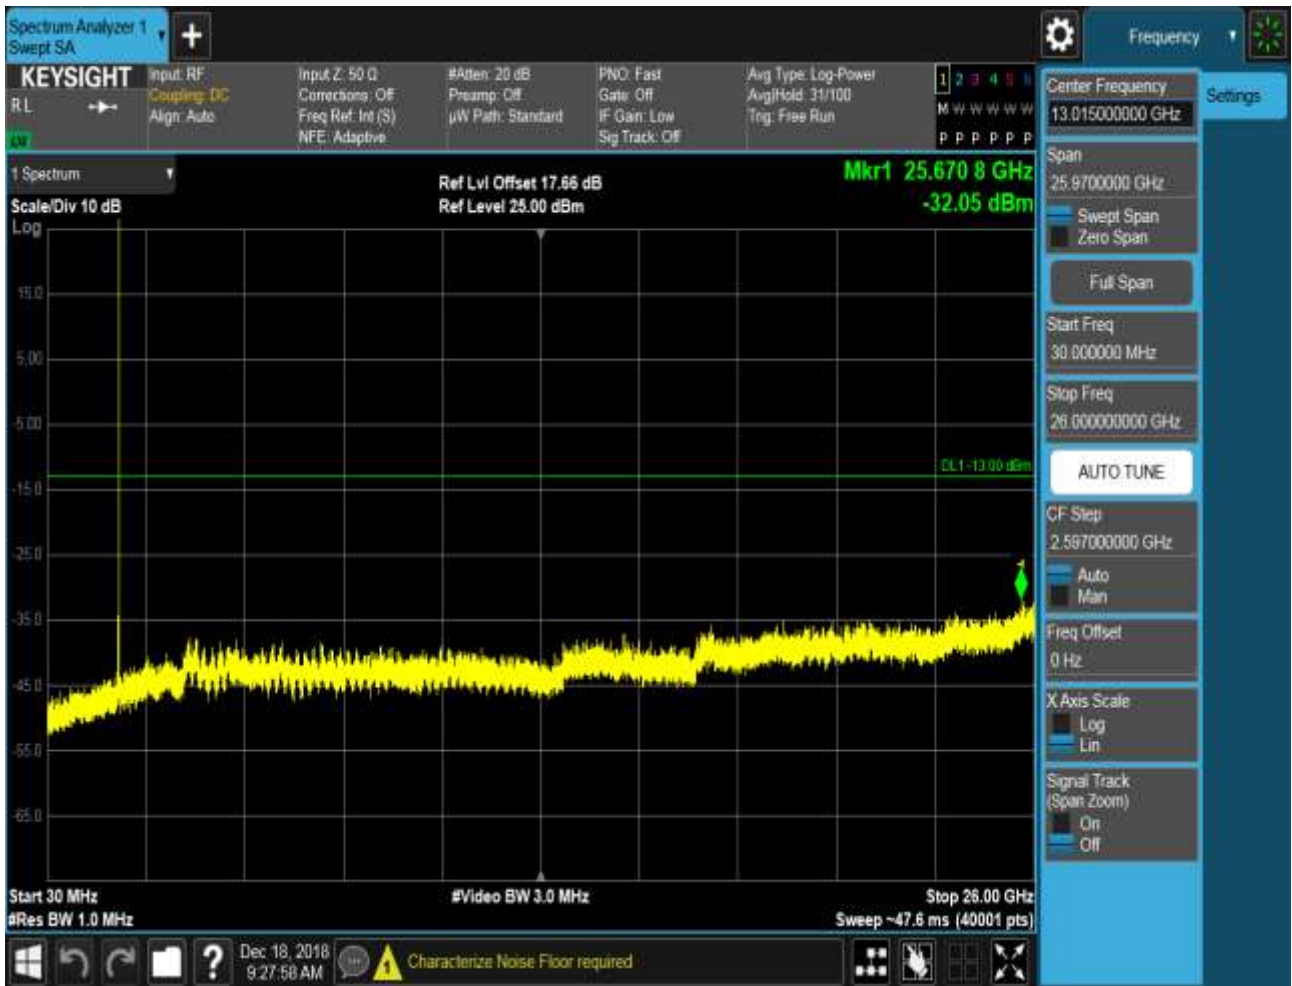 Spectrum Analyzer 1
Swept SA
+
Frequency
KEYSIGHT
RL
Input: RF
Coupling: DC
Align: Auto
Input Z: 50 Ω
Corrections: Off
Freq Ref: Int (S)
NFE: Adaptive
#Atten: 20 dB
Preamp: Off
µW Path: Standard
PNO: Fast
Gate: Off
IF Gain: Low
Sig Track: Off
Avg Type: Log-Power
Avg|Hold: 31/100
Trig: Free Run
1 2 3 4 5 6
M W W W W W
P P P P P P
1 Spectrum
Scale/Div 10 dB
Log
Ref Lvl Offset 17.66 dB
Ref Level 25.00 dBm
Mkr1 25.670 8 GHz
-32.05 dBm
15.0
5.00
-5.00
-15.0
-25.0
-35.0
-45.0
-55.0
-65.0
DL1 -13.00 dBm
1
Start 30 MHz
#Res BW 1.0 MHz
#Video BW 3.0 MHz
Stop 26.00 GHz
Sweep ~47.6 ms (40001 pts)
Center Frequency
13.015000000 GHz
Settings
Span
25.9700000 GHz
Swept Span
Zero Span
Full Span
Start Freq
30.000000 MHz
Stop Freq
26.000000000 GHz
AUTO TUNE
CF Step
2.597000000 GHz
Auto
Man
Freq Offset
0 Hz
X Axis Scale
Log
Lin
Signal Track
(Span Zoom)
On
Off
?
Dec 18, 2018
9:27:58 AM
1
Characterize Noise Floor required